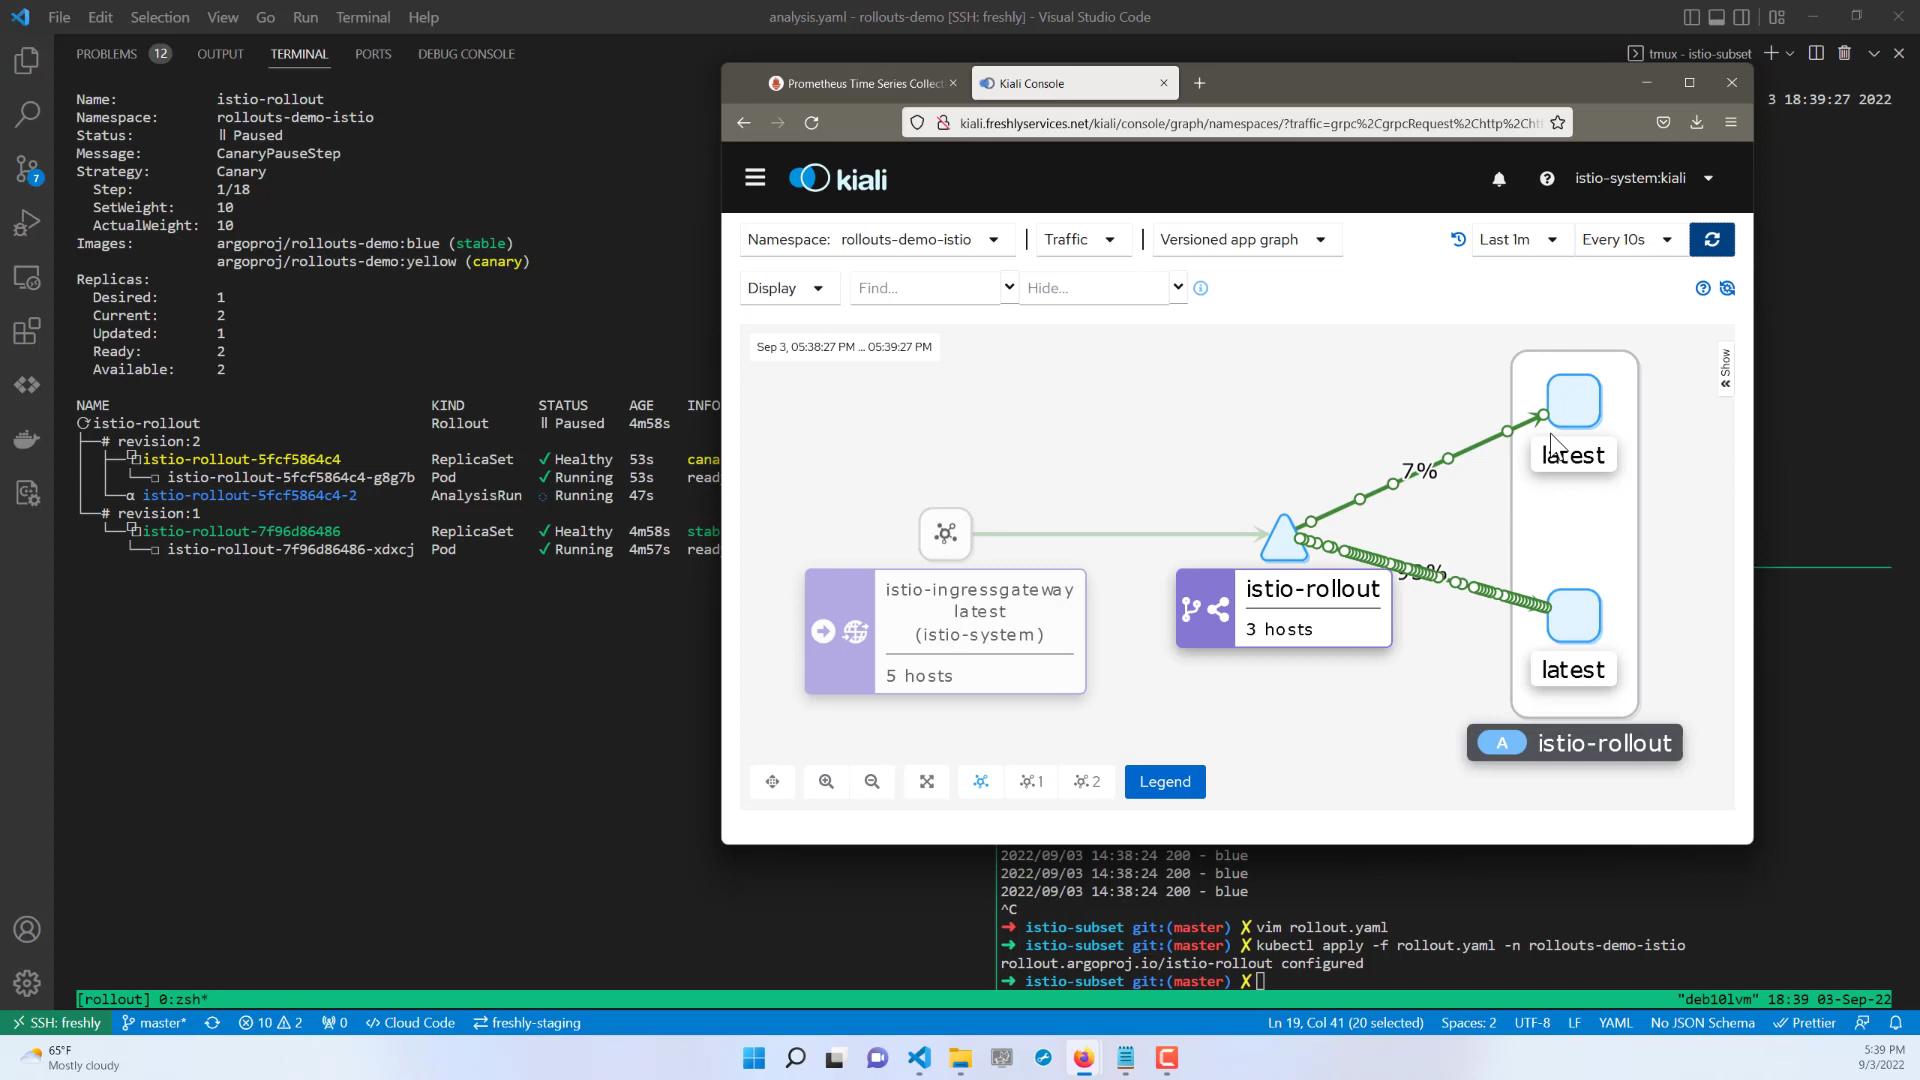 File Edit Selection View Go Run Terminal Help
analysis.yaml - rollouts-demo [SSH: freshly] - Visual Studio Code
PROBLEMS 12 OUTPUT TERMINAL PORTS DEBUG CONSOLE
tmux - istio-subset
3 18:39:27 2022
Name: istio-rollout
Namespace: rollouts-demo-istio
Status: Paused
Message: CanaryPauseStep
Strategy: Canary
Step: 1/18
SetWeight: 10
ActualWeight: 10
Images: argoproj/rollouts-demo:blue (stable)
argoproj/rollouts-demo:yellow (canary)
Replicas:
Desired: 1
Current: 2
Updated: 1
Ready: 2
Available: 2
NAME KIND STATUS AGE INFO
istio-rollout Rollout Paused 4m58s
# revision:2
istio-rollout-5fcf5864c4 ReplicaSet ✓ Healthy 53s cana
istio-rollout-5fcf5864c4-g8g7b Pod ✓ Running 53s read
α istio-rollout-5fcf5864c4-2 AnalysisRun Running 47s
# revision:1
istio-rollout-7f96d86486 ReplicaSet ✓ Healthy 4m58s stab
istio-rollout-7f96d86486-xdxcj Pod ✓ Running 4m57s read
Prometheus Time Series Collect
Kiali Console
kiali.freshlyservices.net/kiali/console/graph/namespaces/?traffic=grpc%2CgrpcRequest%2Chttp%2Cht
kiali
istio-system:kiali
Namespace: rollouts-demo-istio
Traffic
Versioned app graph
Last 1m
Every 10s
Display
Find...
Hide...
Sep 3, 05:38:27 PM ... 05:39:27 PM
Show
7%
latest
latest
istio-ingressgateway
latest
(istio-system)
5 hosts
istio-rollout
3 hosts
A istio-rollout
1
2
Legend
2022/09/03 14:38:24 200 - blue
2022/09/03 14:38:24 200 - blue
2022/09/03 14:38:24 200 - blue
^C
➜ istio-subset git:(master) ✗ vim rollout.yaml
➜ istio-subset git:(master) ✗ kubectl apply -f rollout.yaml -n rollouts-demo-istio
rollout.argoproj.io/istio-rollout configured
➜ istio-subset git:(master) ✗
[rollout] 0:zsh*
"deb10lvm" 18:39 03-Sep-22
7
SSH: freshly master* 10 2 0 Cloud Code freshly-staging
Ln 19, Col 41 (20 selected) Spaces: 2 UTF-8 LF YAML No JSON Schema Prettier
65°F
Mostly cloudy
5:39 PM
9/3/2022